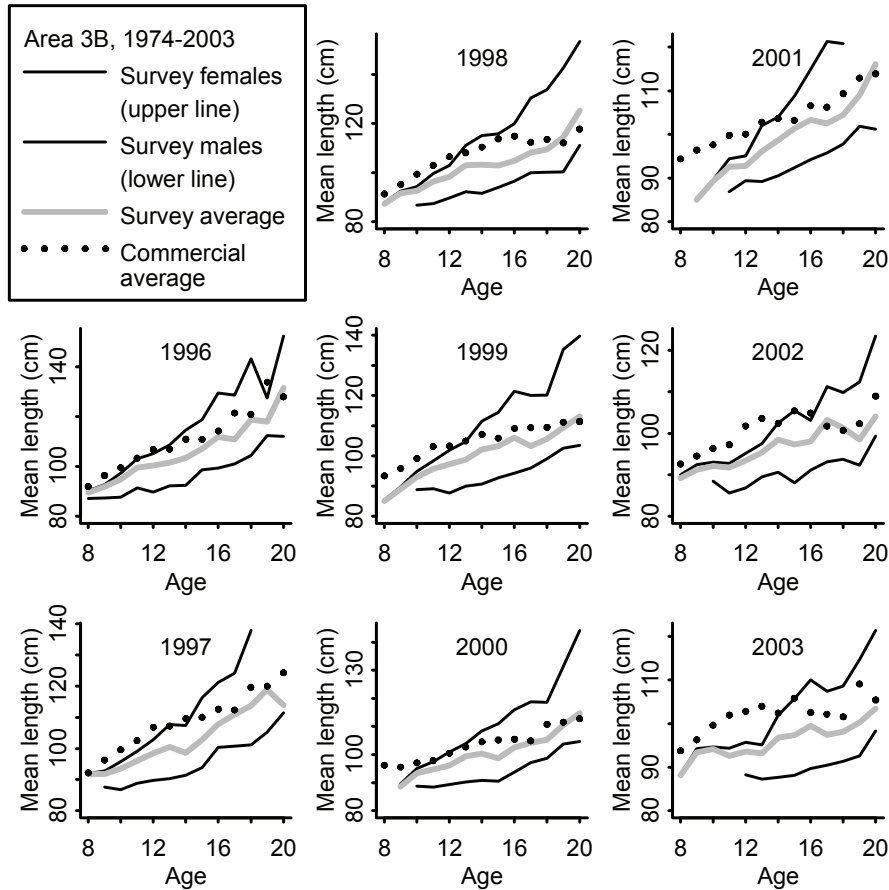 Area 3B, 1974-2003
Survey females
(upper line)
Survey males
(lower line)
Survey average
Commercial
average
1998
Mean length (cm)
80
120
8
12
16
20
Age
2001
Mean length (cm)
80
90
110
8
12
16
20
Age
1996
Mean length (cm)
80
100
140
8
12
16
20
Age
1999
Mean length (cm)
80
100
120
140
8
12
16
20
Age
2002
Mean length (cm)
80
100
120
8
12
16
20
Age
1997
Mean length (cm)
80
100
120
140
8
12
16
20
Age
2000
Mean length (cm)
80
100
130
8
12
16
20
Age
2003
Mean length (cm)
80
90
110
8
12
16
20
Age